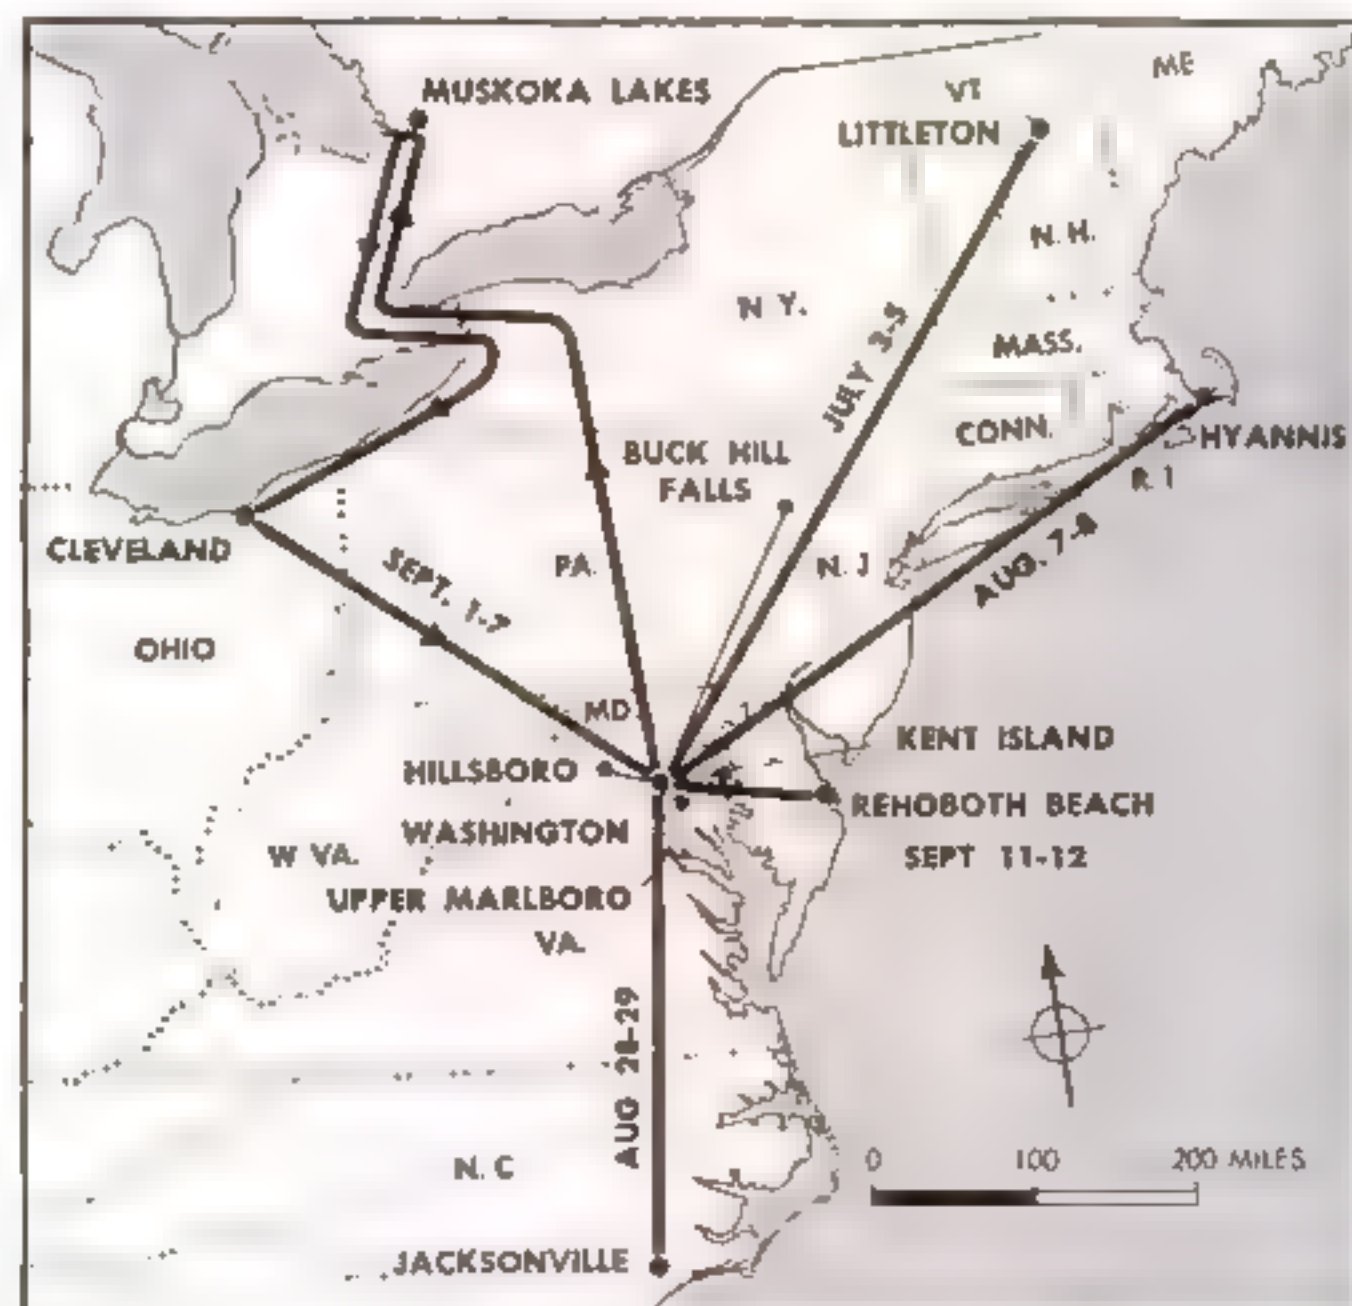 MUSKOKA LAKES
VT
ME
LITTLETON
N.H.
N.Y.
MASS.
JULY 3-5
CONN.
HYANNIS
BUCK HILL
FALLS
R.I
AUG. 7-8
CLEVELAND
SEPT. 1-7
PA.
N.J
OHIO
MD
KENT ISLAND
HILLSBORO
REHOBOTH BEACH
WASHINGTON
SEPT 11-12
W VA.
UPPER MARLBORO
VA.
AUG 28-29
N.C
0 100 200 MILES
JACKSONVILLE